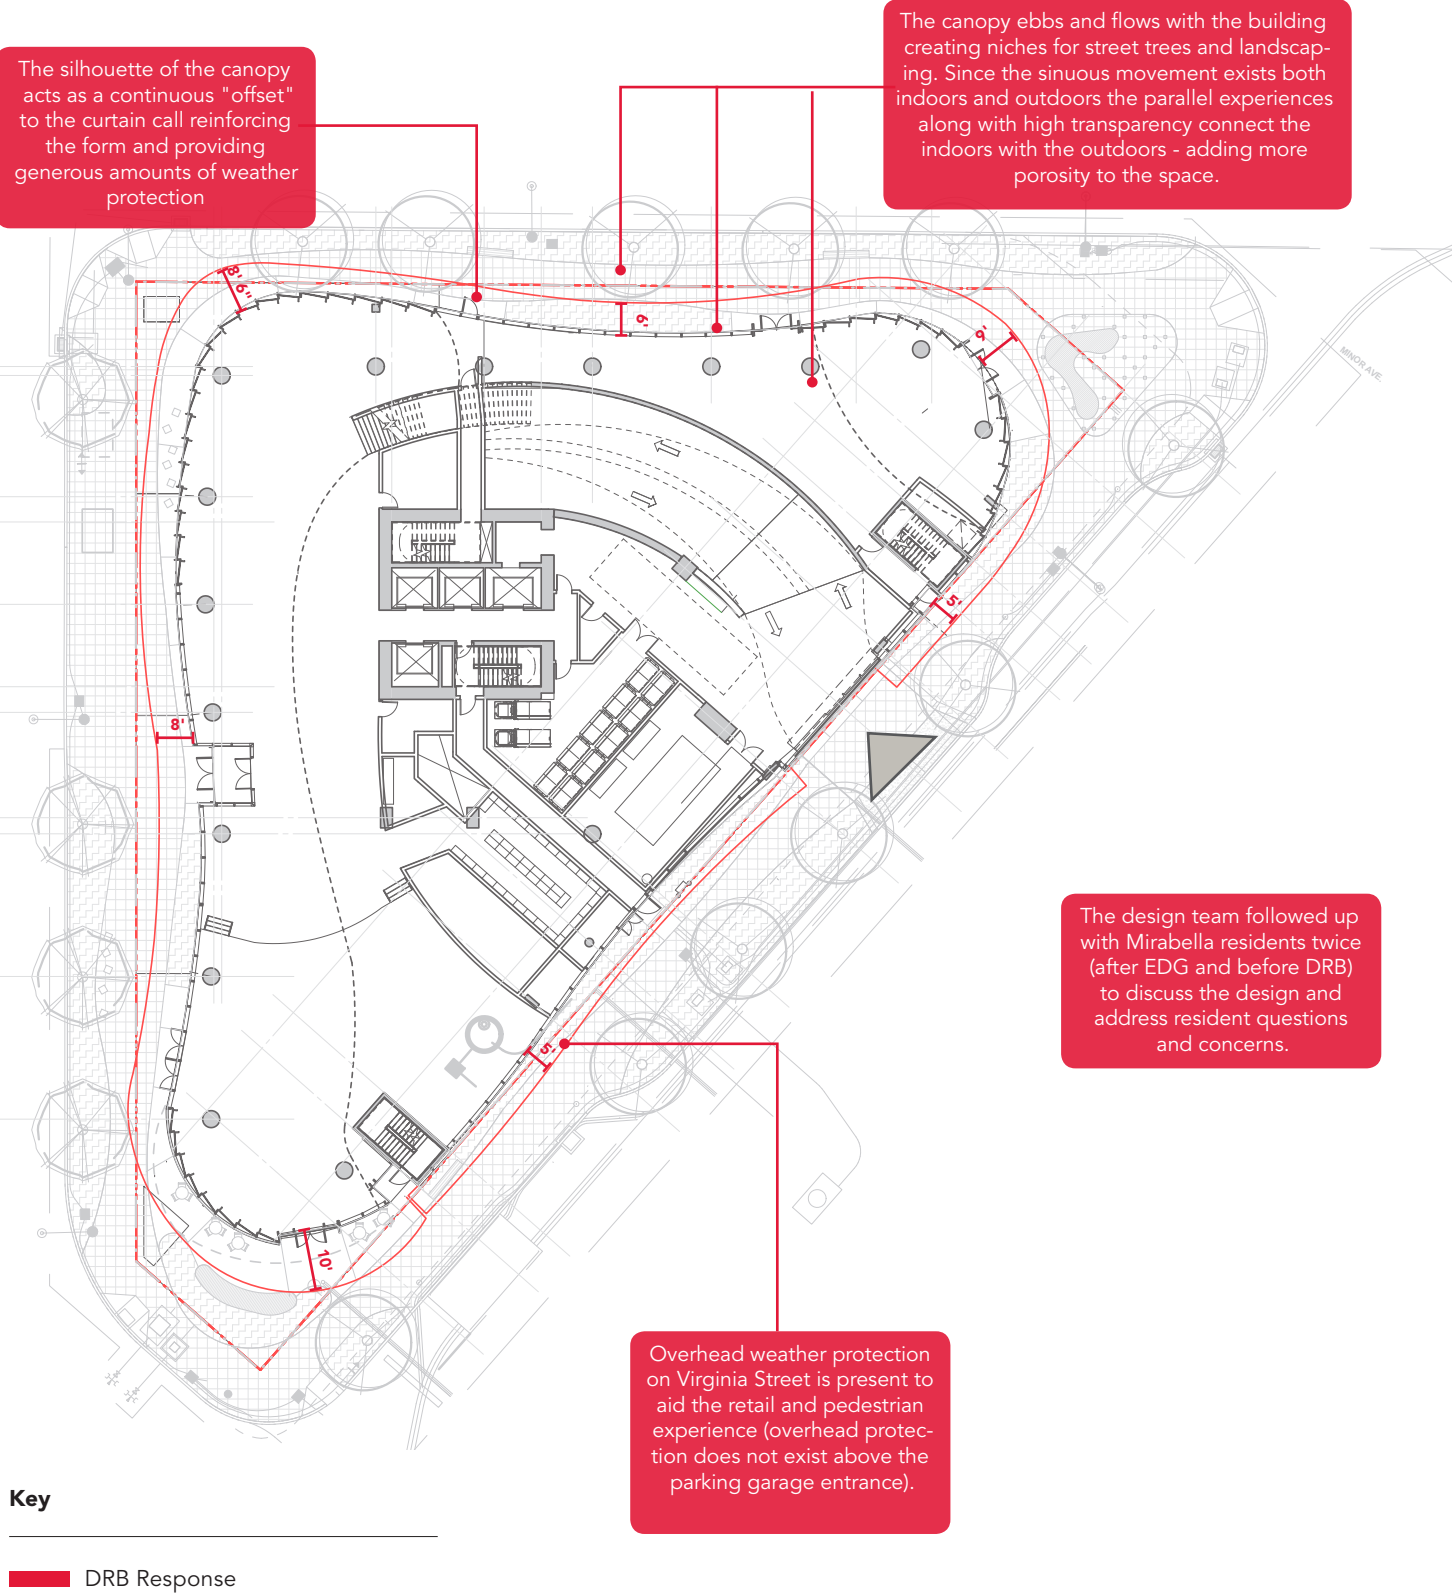 The canopy ebbs and flows with the building
creating niches for street trees and landscap-
ing. Since the sinuous movement exists both
indoors and outdoors the parallel experiences
along with high transparency connect the
indoors with the outdoors - adding more
porosity to the space.
The silhouette of the canopy
acts as a continuous "offset"
to the curtain call reinforcing
the form and providing
generous amounts of weather
protection
8' 6"
6'
9'
MINOR AVE.
5'
8'
The design team followed up
with Mirabella residents twice
(after EDG and before DRB)
to discuss the design and
address resident questions
and concerns.
5'
10'
Overhead weather protection
on Virginia Street is present to
aid the retail and pedestrian
experience (overhead protec-
tion does not exist above the
parking garage entrance).
Key
DRB Response